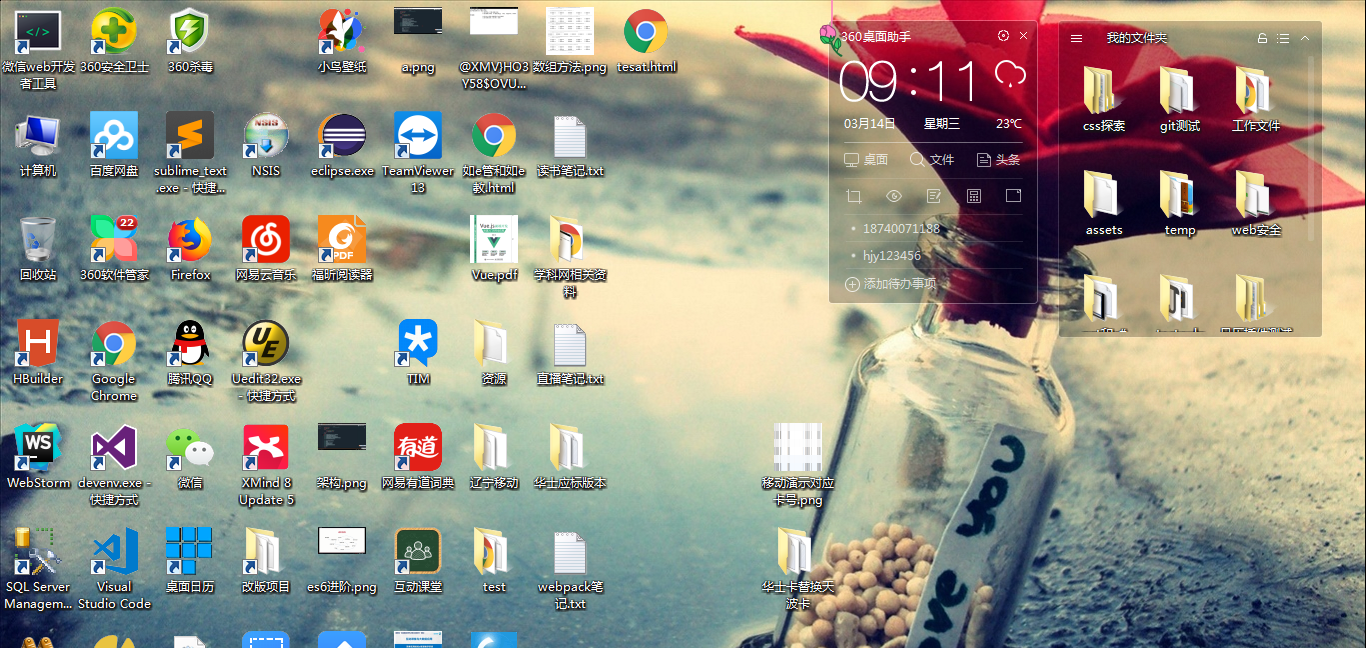 微信web开发
者工具
360安全卫士
360杀毒
小鸟壁纸
a.png
@XMV}HO3
Y58$OVU...
数组方法.png
tesat.html
计算机
百度网盘
sublime_text
.exe - 快捷...
NSIS
eclipse.exe
TeamViewer
13
如e管和如e
教.html
读书笔记.txt
回收站
22
360软件管家
Firefox
网易云音乐
PDF
福昕阅读器
Vue.pdf
学科网相关资
料
HBuilder
Google
Chrome
腾讯QQ
UE
Uedit32.exe
- 快捷方式
TIM
资源
直播笔记.txt
WS
WebStorm
devenv.exe -
快捷方式
微信
XMind 8
Update 5
架构.png
有道
网易有道词典
辽宁移动
华士应标版本
移动演示对应
卡号.png
SQL Server
Managem...
Visual
Studio Code
桌面日历
改版项目
es6进阶.png
互动课堂
test
webpack笔
记.txt
华士卡替换天
波卡
360桌面助手
09:11
03月14日 星期三 23℃
桌面 文件 头条
18740071188
hjy123456
添加待办事项
我的文件夹
css探索
git测试
工作文件
assets
temp
web安全
you